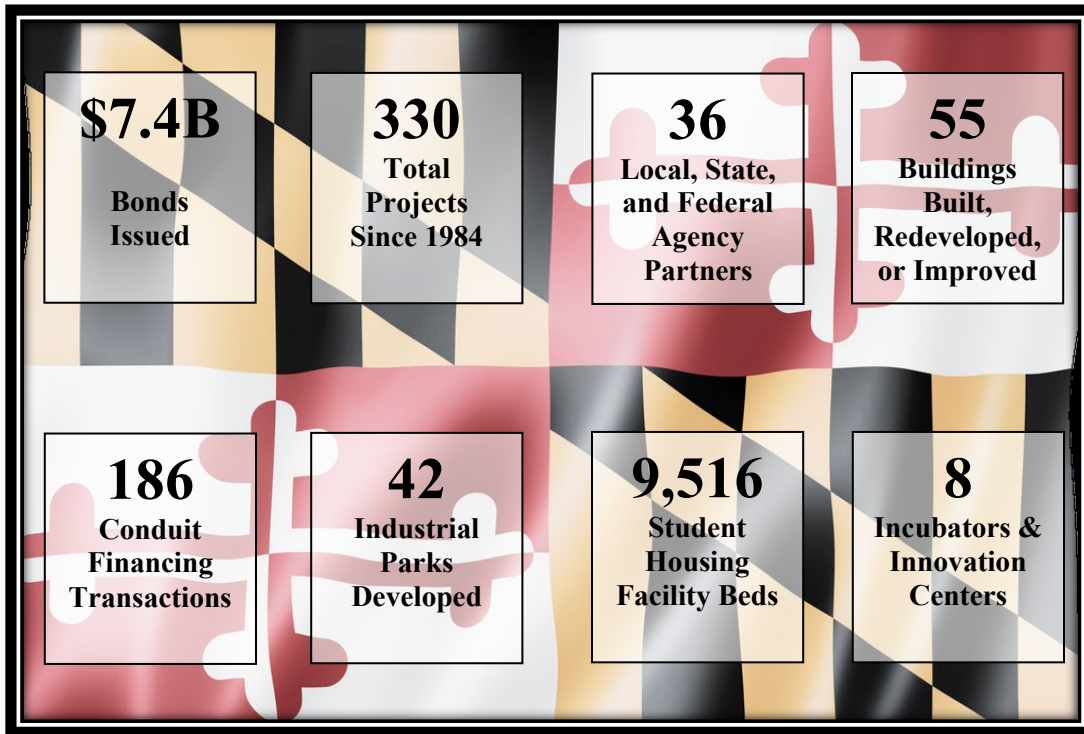 $7.4B
Bonds
Issued
330
Total
Projects
Since 1984
36
Local, State,
and Federal
Agency
Partners
55
Buildings
Built,
Redeveloped,
or Improved
186
Conduit
Financing
Transactions
42
Industrial
Parks
Developed
9,516
Student
Housing
Facility Beds
8
Incubators &
Innovation
Centers